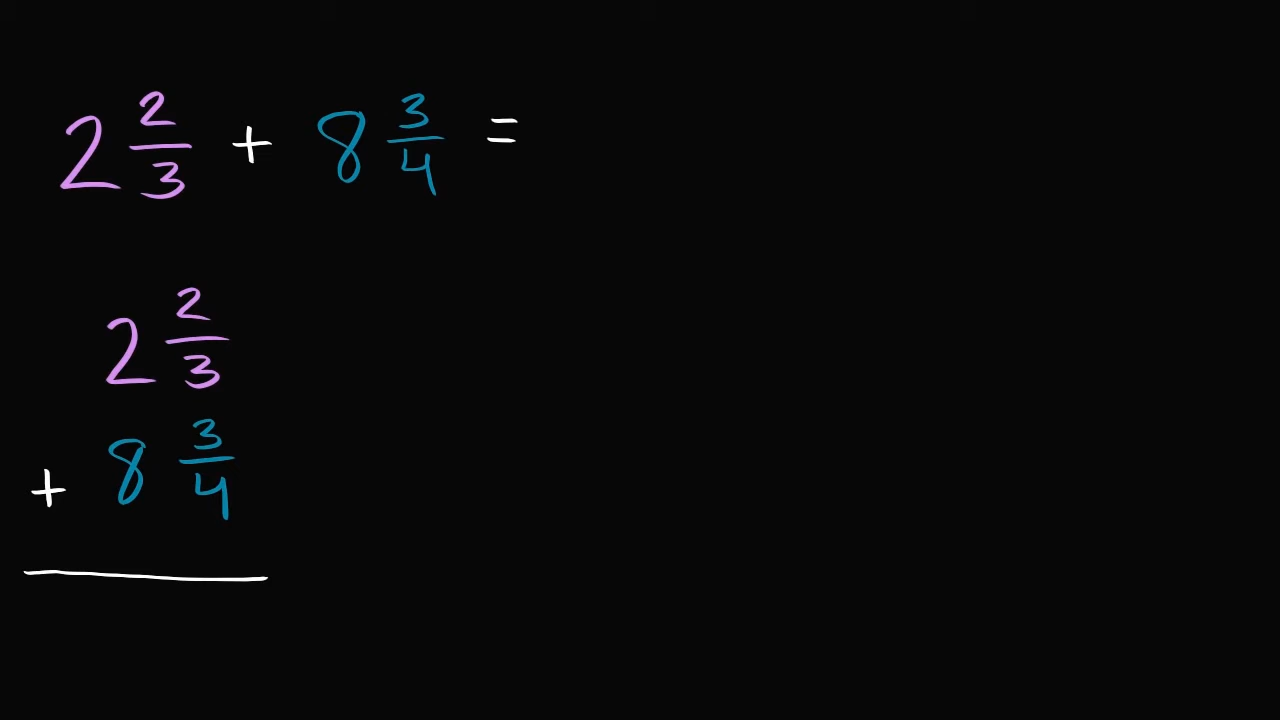 2 2/3 + 8 3/4 =
2 2/3
+ 8 3/4